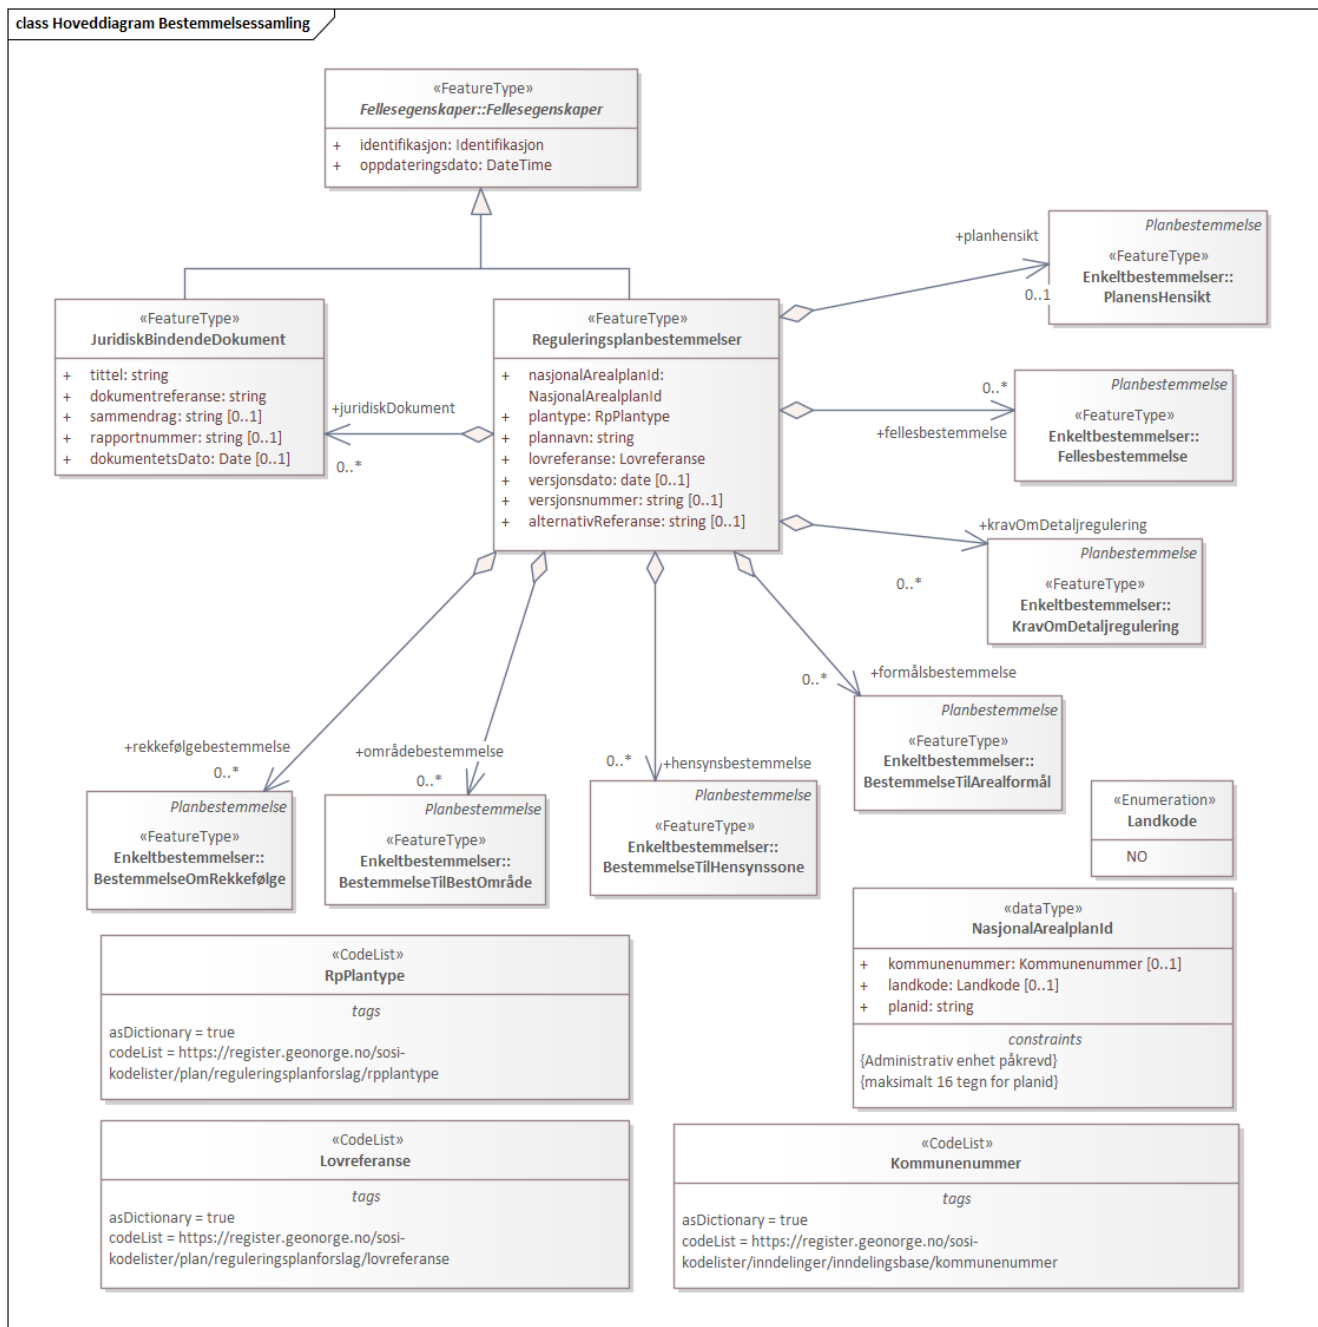 class Hoveddiagram Bestemmelsessamling
«FeatureType»
Fellesegenskaper::Fellesegenskaper
+ identifikasjon: Identifikasjon
+ oppdateringsdato: DateTime
+planhensikt
0..1
Planbestemmelse
«FeatureType»
Enkeltbestemmelser::
PlanensHensikt
«FeatureType»
JuridiskBindendeDokument
+ tittel: string
+ dokumentreferanse: string
+ sammendrag: string [0..1]
+ rapportnummer: string [0..1]
+ dokumentetsDato: Date [0..1]
+juridiskDokument
0..*
«FeatureType»
Reguleringsplanbestemmelser
+ nasjonalArealplanId:
NasjonalArealplanId
+ plantype: RpPlantype
+ plannavn: string
+ lovreferanse: Lovreferanse
+ versjonsdato: date [0..1]
+ versjonsnummer: string [0..1]
+ alternativReferanse: string [0..1]
0..*
+fellesbestemmelse
Planbestemmelse
«FeatureType»
Enkeltbestemmelser::
Fellesbestemmelse
+kravOmDetaljregulering
0..*
Planbestemmelse
«FeatureType»
Enkeltbestemmelser::
KravOmDetaljregulering
+formålsbestemmelse
0..*
Planbestemmelse
«FeatureType»
Enkeltbestemmelser::
BestemmelseTilArealformål
+rekkefølgebestemmelse
0..*
Planbestemmelse
«FeatureType»
Enkeltbestemmelser::
BestemmelseOmRekkefølge
+områdebestemmelse
0..*
Planbestemmelse
«FeatureType»
Enkeltbestemmelser::
BestemmelseTilBestOmråde
0..*
+hensynsbestemmelse
Planbestemmelse
«FeatureType»
Enkeltbestemmelser::
BestemmelseTilHensynssone
«Enumeration»
Landkode
NO
«dataType»
NasjonalArealplanId
+ kommunenummer: Kommunenummer [0..1]
+ landkode: Landkode [0..1]
+ planid: string
constraints
{Administrativ enhet påkrevd}
{maksimalt 16 tegn for planid}
«CodeList»
RpPlantype
tags
asDictionary = true
codeList = https://register.geonorge.no/sosi-
kodelister/plan/reguleringsplanforslag/rpplantype
«CodeList»
Lovreferanse
tags
asDictionary = true
codeList = https://register.geonorge.no/sosi-
kodelister/plan/reguleringsplanforslag/lovreferanse
«CodeList»
Kommunenummer
tags
asDictionary = true
codeList = https://register.geonorge.no/sosi-
kodelister/inndelinger/inndelingsbase/kommunenummer